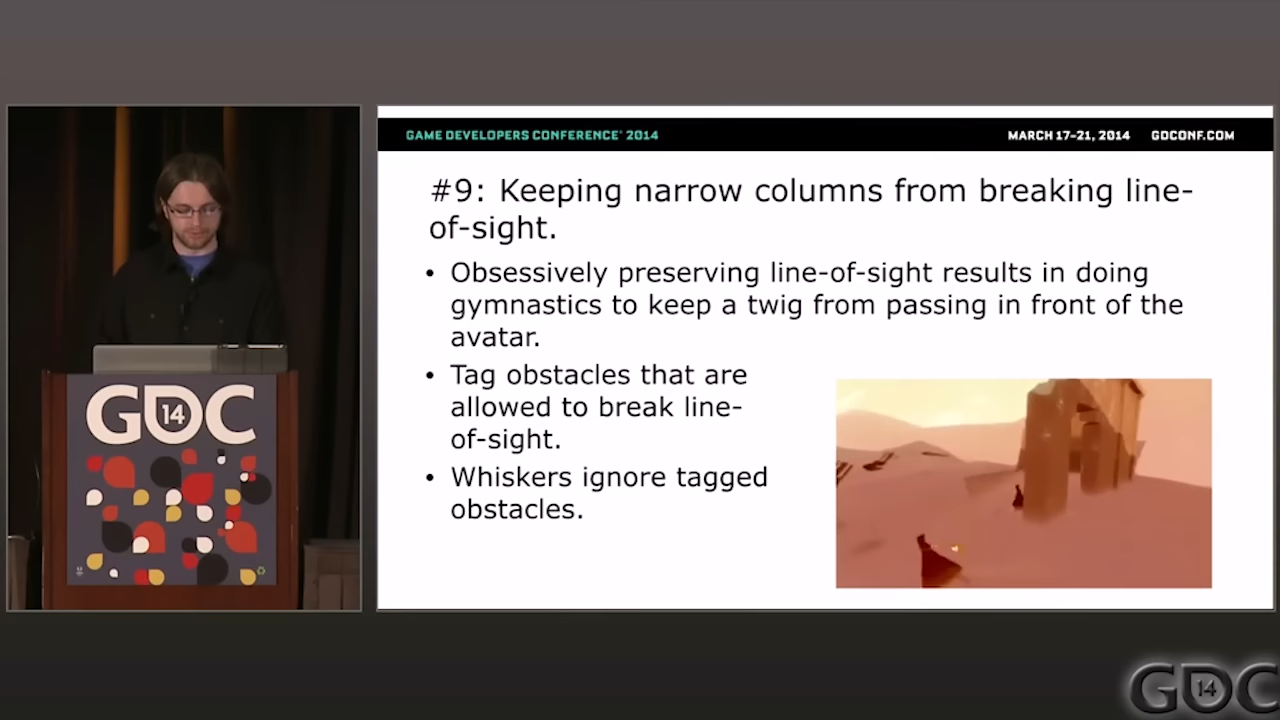 GAME DEVELOPERS CONFERENCE® 2014
MARCH 17–21, 2014 GDCONF.COM
#9: Keeping narrow columns from breaking line-
of-sight.
• Obsessively preserving line-of-sight results in doing
gymnastics to keep a twig from passing in front of the
avatar.
• Tag obstacles that are
allowed to break line-
of-sight.
• Whiskers ignore tagged
obstacles.
GDC
14
GDC
14